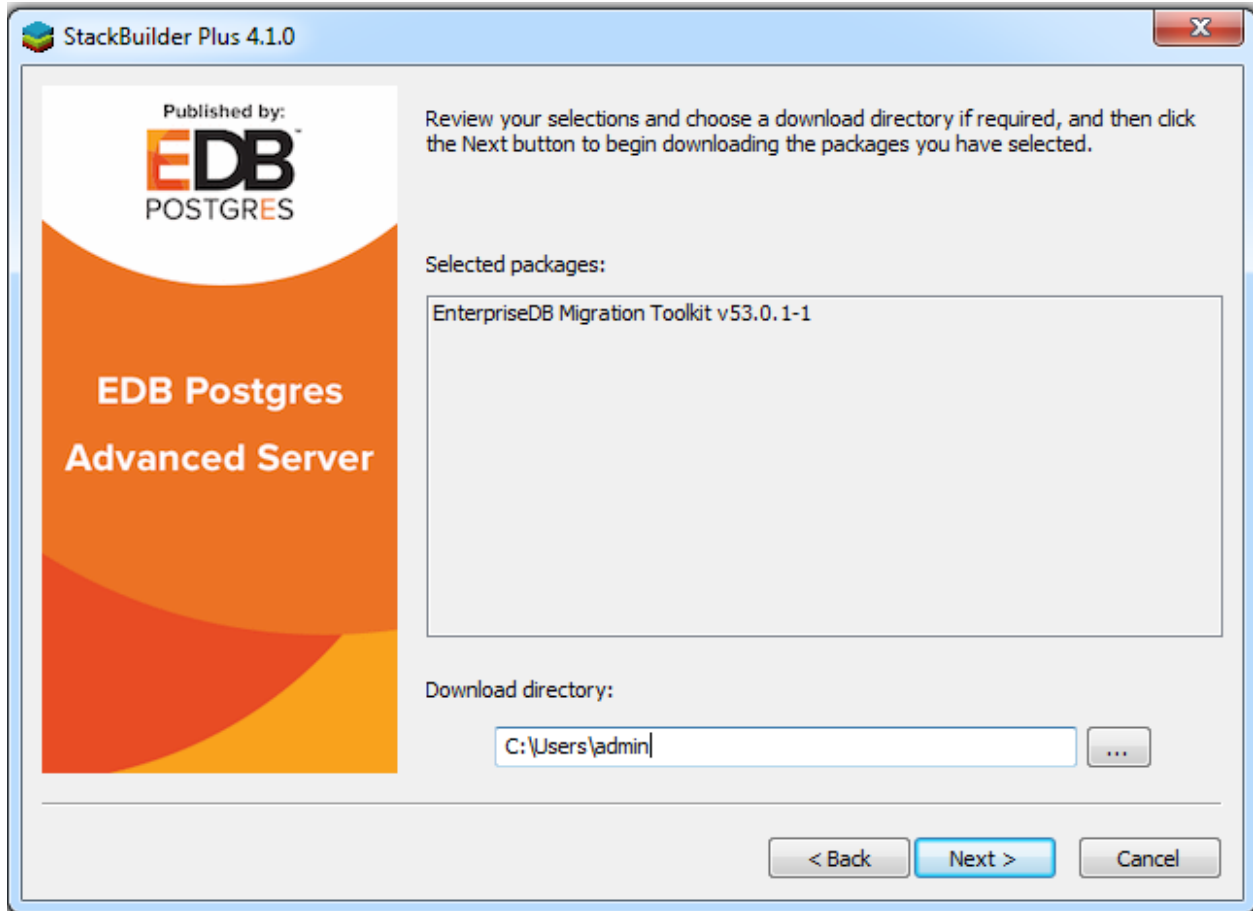 StackBuilder Plus 4.1.0
Published by:
EDB™
POSTGRES
EDB Postgres
Advanced Server
Review your selections and choose a download directory if required, and then click
the Next button to begin downloading the packages you have selected.
Selected packages:
EnterpriseDB Migration Toolkit v53.0.1-1
Download directory:
C:\Users\admin
...
< Back
Next >
Cancel